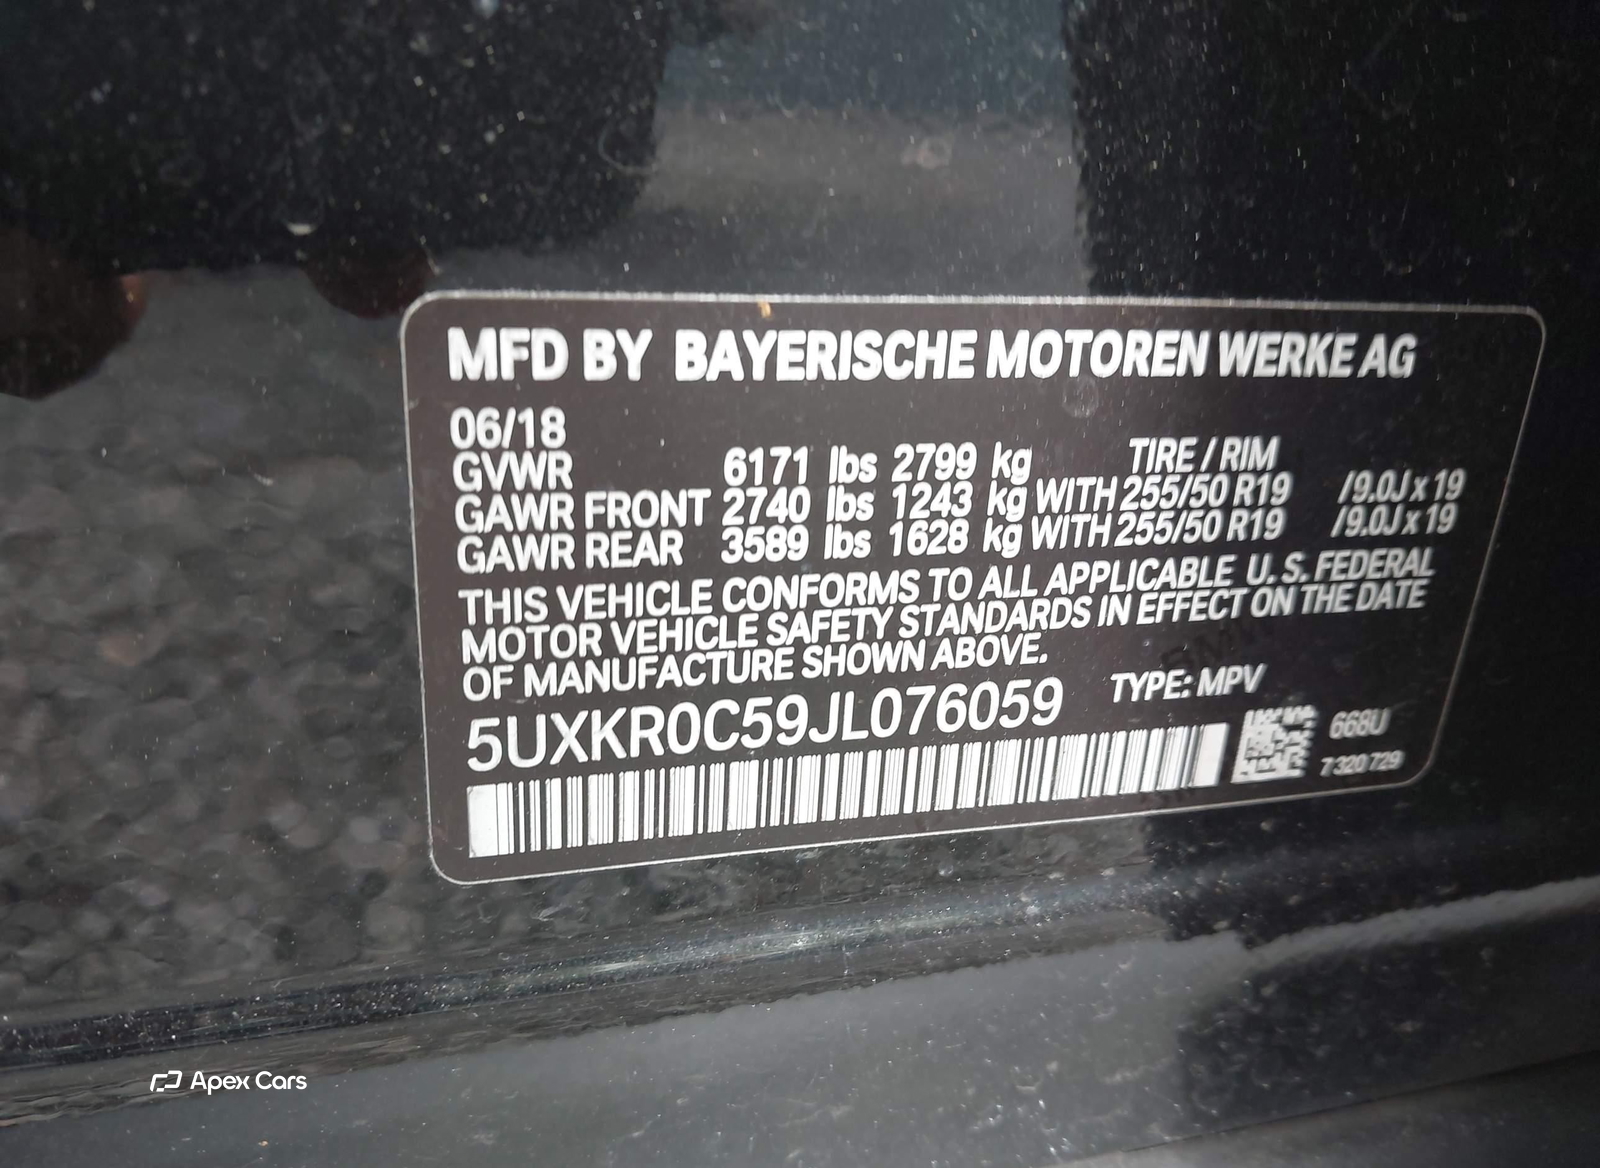 MFD BY BAYERISCHE MOTOREN WERKE AG
06/18
GVWR 6171 lbs 2799 kg TIRE / RIM
GAWR FRONT 2740 lbs 1243 kg WITH 255/50 R19 /9.0J x 19
GAWR REAR 3589 lbs 1628 kg WITH 255/50 R19 /9.0J x 19
THIS VEHICLE CONFORMS TO ALL APPLICABLE U.S. FEDERAL
MOTOR VEHICLE SAFETY STANDARDS IN EFFECT ON THE DATE
OF MANUFACTURE SHOWN ABOVE.
5UXKR0C59JL076059 TYPE: MPV
668U
7320729
Apex Cars